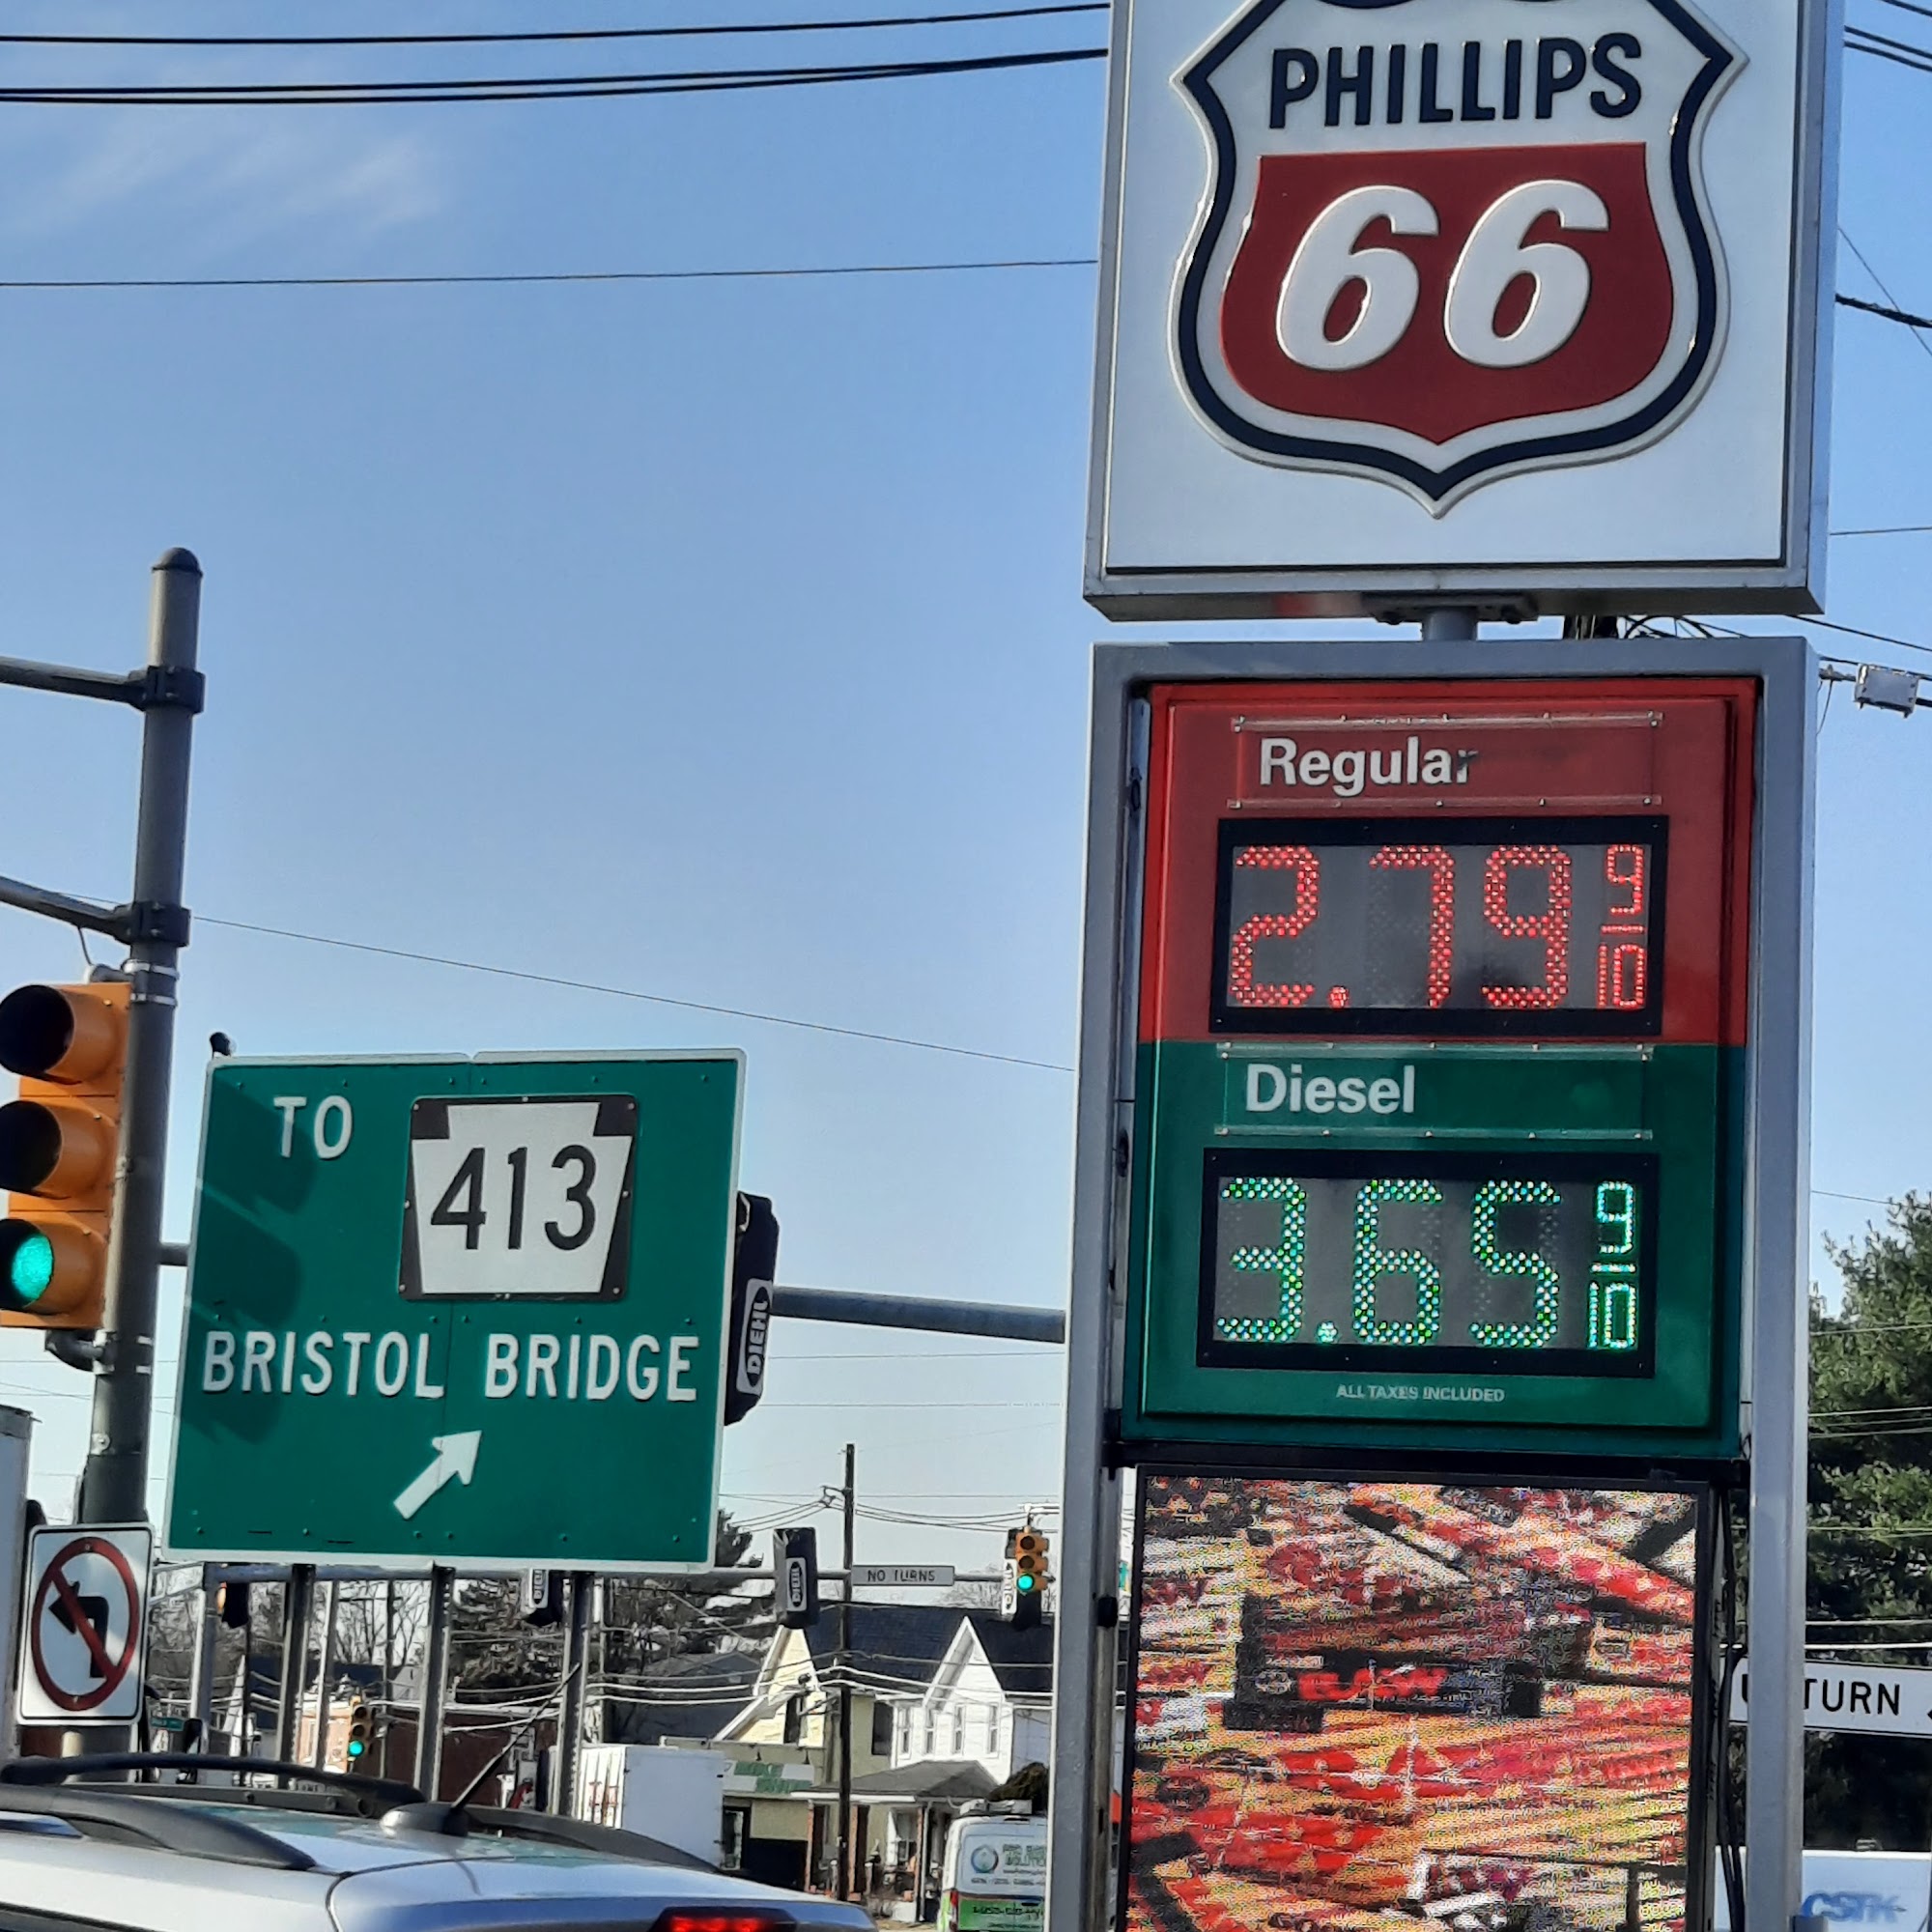 PHILLIPS
66
Regular
2.79 9/10
Diesel
3.65 9/10
ALL TAXES INCLUDED
TO 413
BRISTOL BRIDGE
DIEHL
NO TURNS
TURN